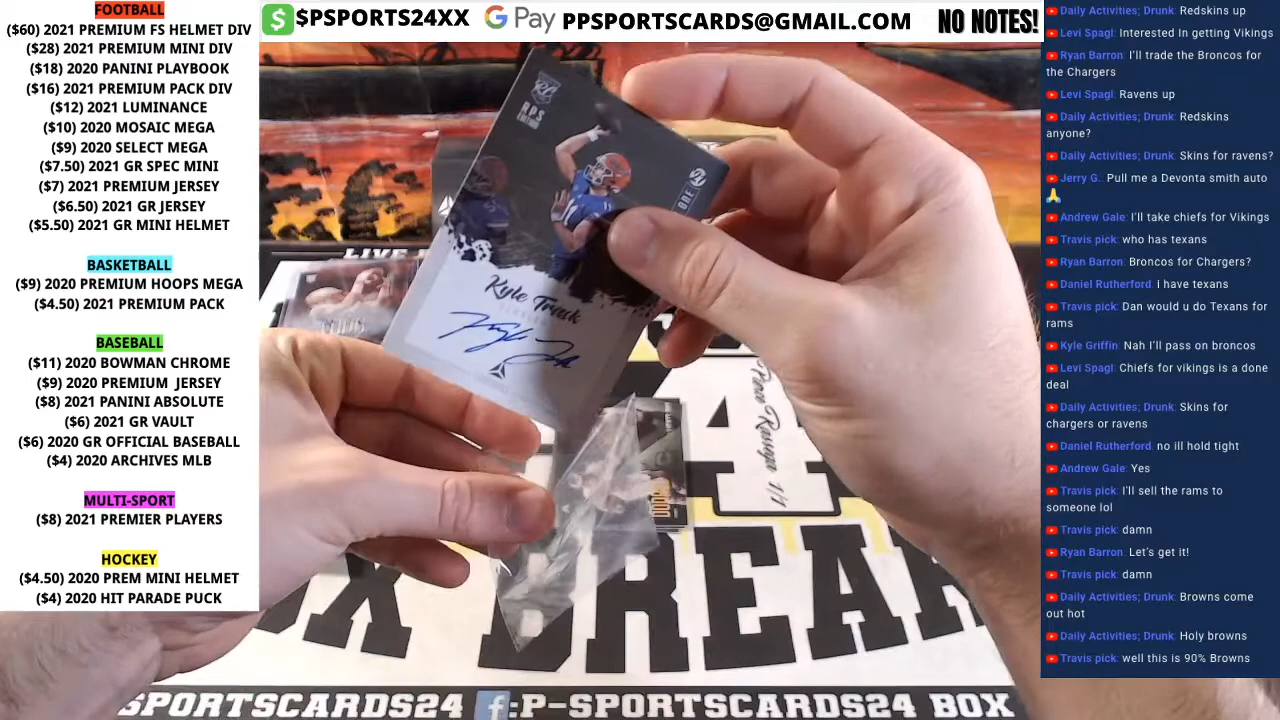 FOOTBALL
($60) 2021 PREMIUM FS HELMET DIV
($28) 2021 PREMIUM MINI DIV
($18) 2020 PANINI PLAYBOOK
($16) 2021 PREMIUM PACK DIV
($12) 2021 LUMINANCE
($10) 2020 MOSAIC MEGA
($9) 2020 SELECT MEGA
($7.50) 2021 GR SPEC MINI
($7) 2021 PREMIUM JERSEY
($6.50) 2021 GR JERSEY
($5.50) 2021 GR MINI HELMET
BASKETBALL
($9) 2020 PREMIUM HOOPS MEGA
($4.50) 2021 PREMIUM PACK
BASEBALL
($11) 2020 BOWMAN CHROME
($9) 2020 PREMIUM JERSEY
($8) 2021 PANINI ABSOLUTE
($6) 2021 GR VAULT
($6) 2020 GR OFFICIAL BASEBALL
($4) 2020 ARCHIVES MLB
MULTI-SPORT
($8) 2021 PREMIER PLAYERS
HOCKEY
($4.50) 2020 PREM MINI HELMET
($4) 2020 HIT PARADE PUCK
$PSPORTS24XX G Pay PPSPORTSCARDS@GMAIL.COM NO NOTES!
RC
RPS
EDITION
Kyle Trask
BREAK
SPORTSCARDS24 f:P-SPORTSCARDS24 BOX
Daily Activities; Drunk: Redskins up
Levi Spagl: Interested In getting Vikings
Ryan Barron: I'll trade the Broncos for
the Chargers
Levi Spagl: Ravens up
Daily Activities; Drunk: Redskins
anyone?
Daily Activities; Drunk: Skins for ravens?
Jerry G.: Pull me a Devonta smith auto
🙏
Andrew Gale: I'll take chiefs for Vikings
Travis pick: who has texans
Ryan Barron: Broncos for Chargers?
Daniel Rutherford: i have texans
Travis pick: Dan would u do Texans for
rams
Kyle Griffin: Nah I'll pass on broncos
Levi Spagl: Chiefs for vikings is a done
deal
Daily Activities; Drunk: Skins for
chargers or ravens
Daniel Rutherford: no ill hold tight
Andrew Gale: Yes
Travis pick: I'll sell the rams to
someone lol
Travis pick: damn
Ryan Barron: Let's get it!
Travis pick: damn
Daily Activities; Drunk: Browns come
out hot
Daily Activities; Drunk: Holy browns
Travis pick: well this is 90% Browns